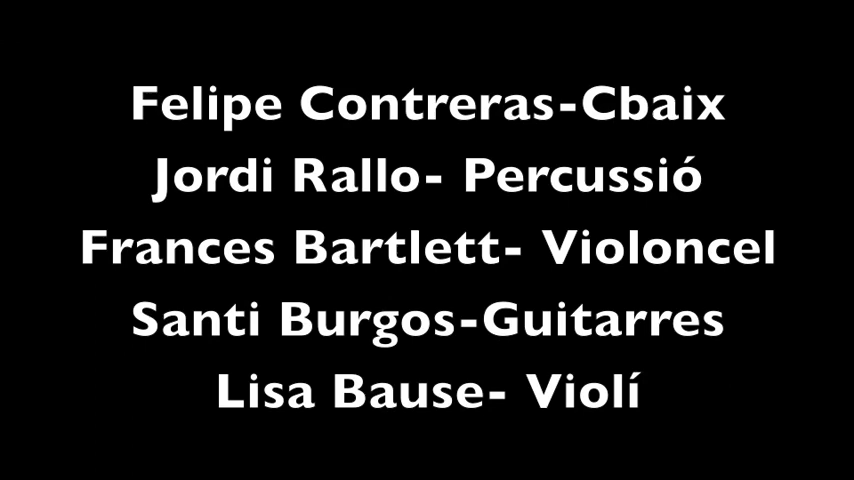 Felipe Contreras-Cbaix
Jordi Rallo- Percussió
Frances Bartlett- Violoncel
Santi Burgos-Guitarres
Lisa Bause- Violí